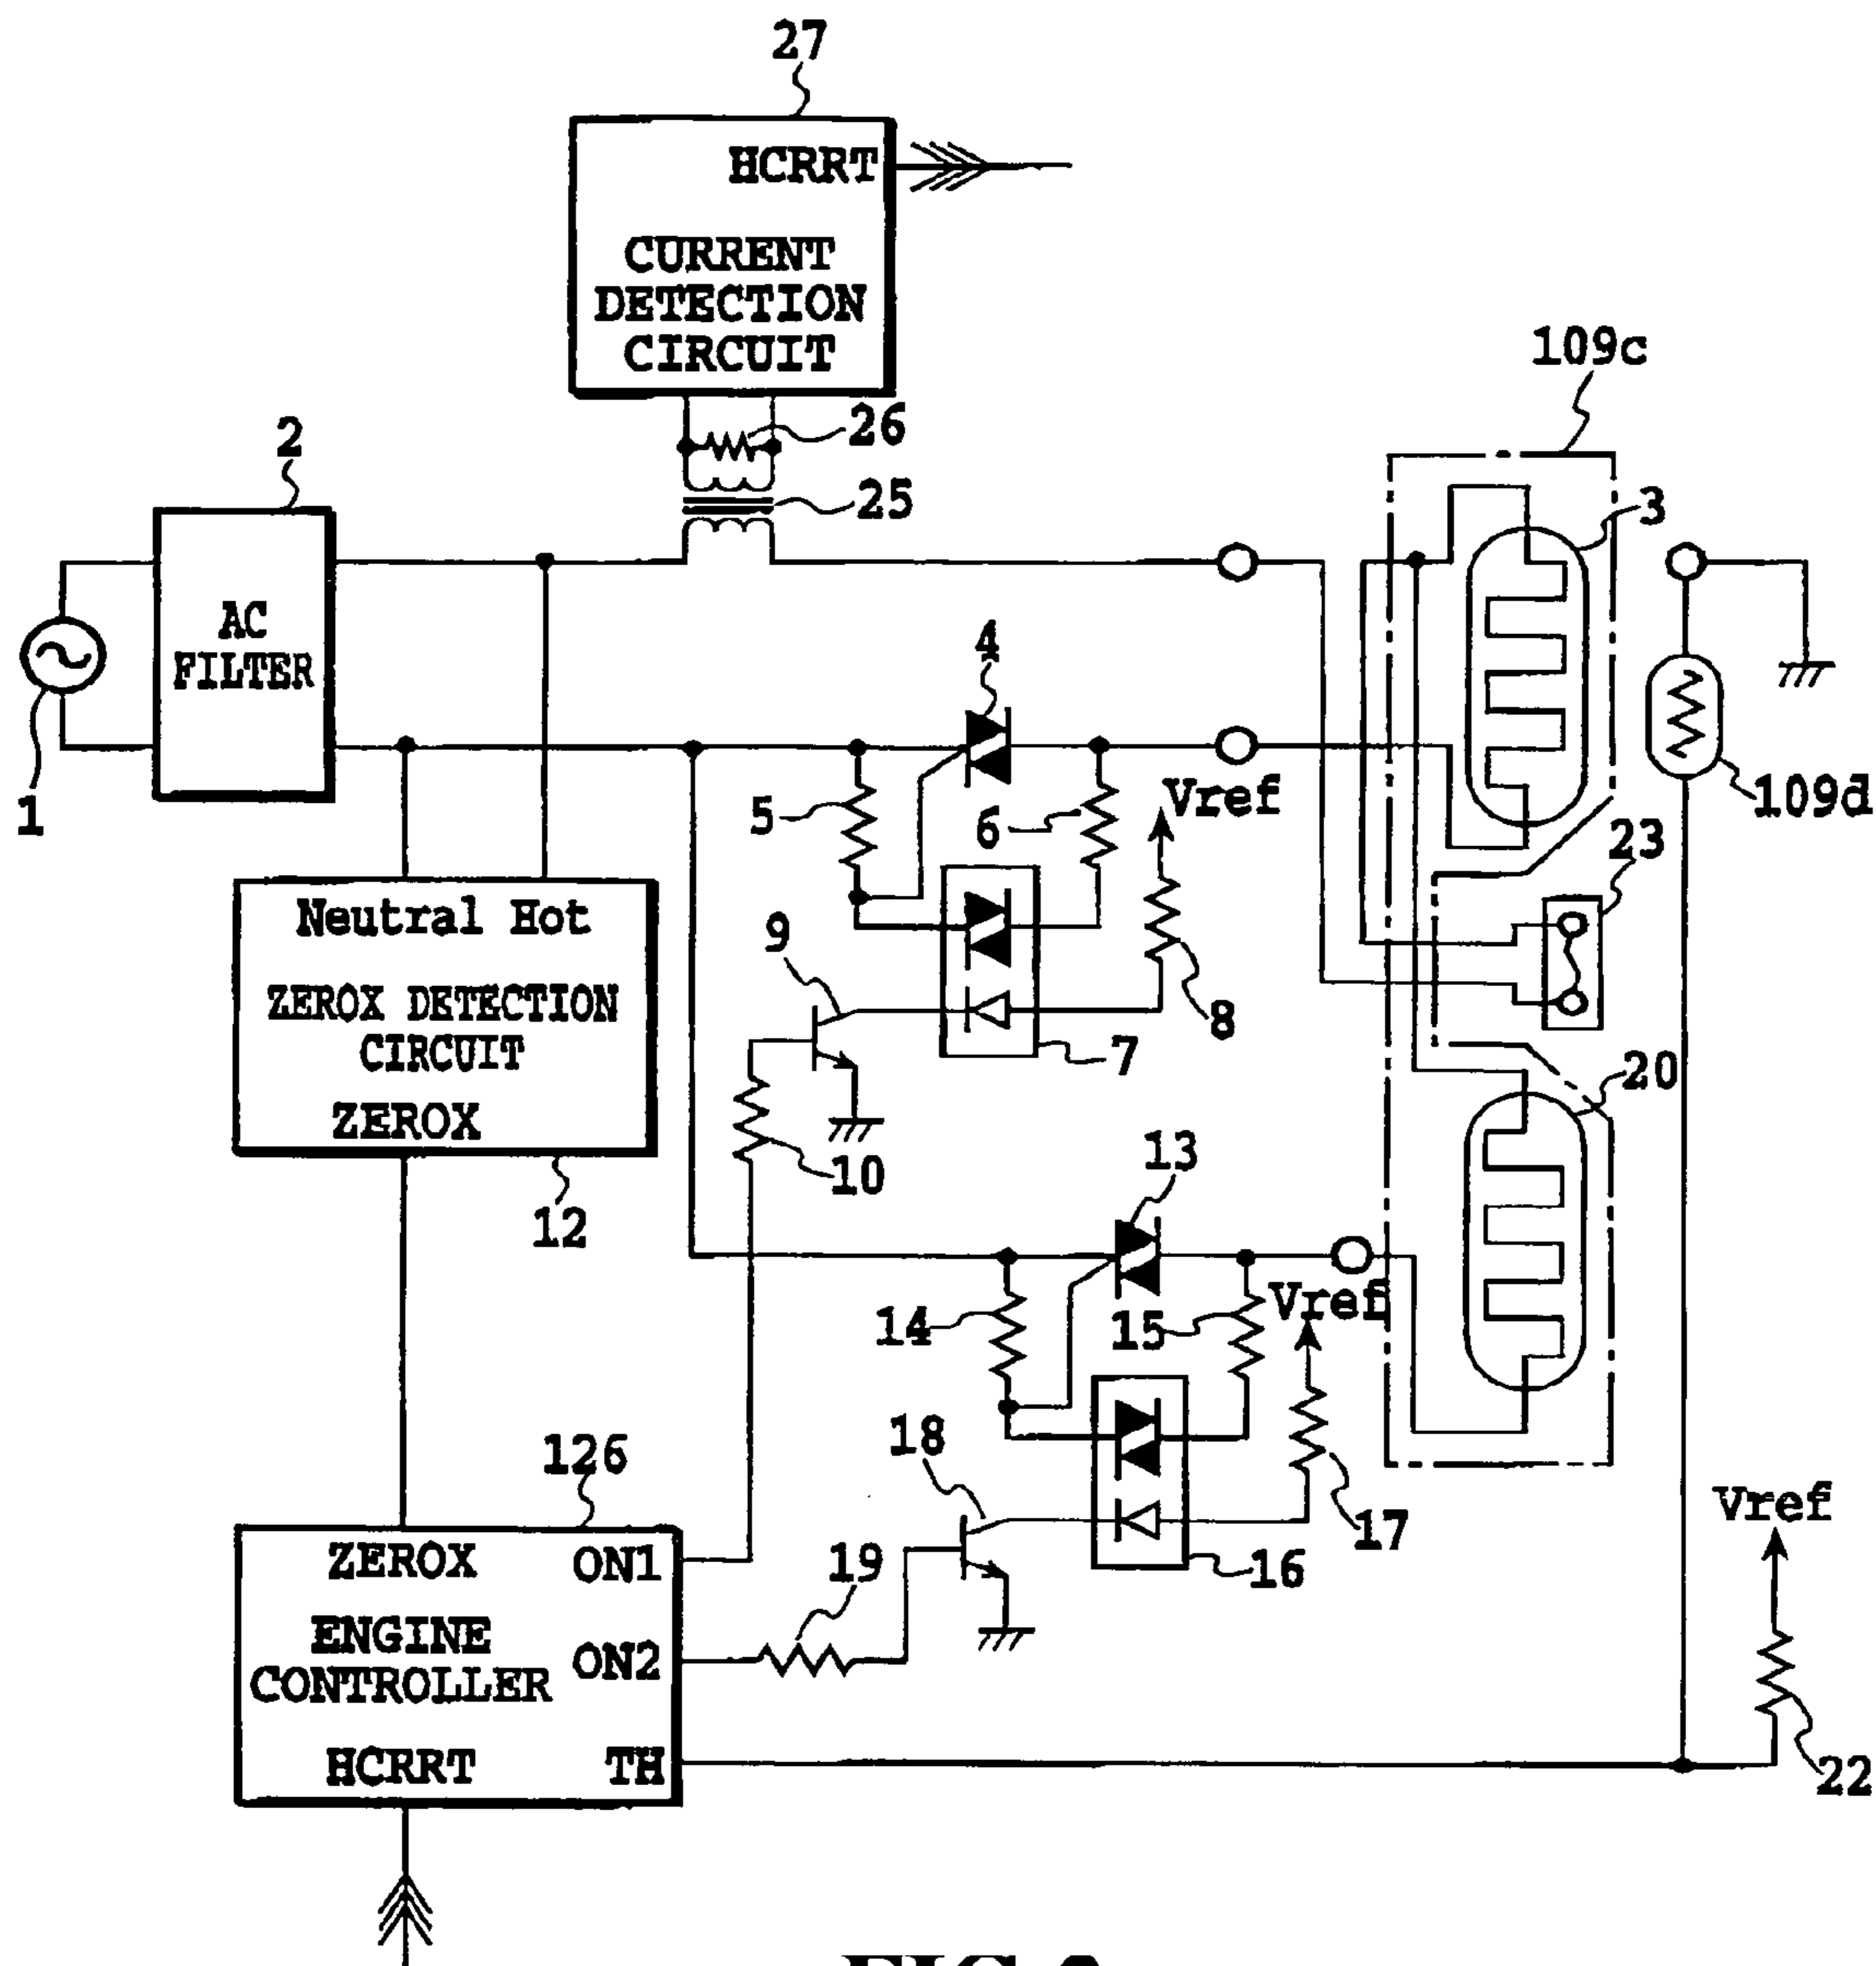 27
HCRRT
CURRENT
DETECTION
CIRCUIT
109c
26
2
25
3
AC
FILTER
4
1
5
6
Vref
109d
23
Neutral Hot
9
ZEROX DETECTION
CIRCUIT
8
7
20
ZEROX
10
13
12
14
15
Vref
18
126
17
Vref
ZEROX
ON1
19
16
ENGINE
CONTROLLER
ON2
HCRRT
TH
22